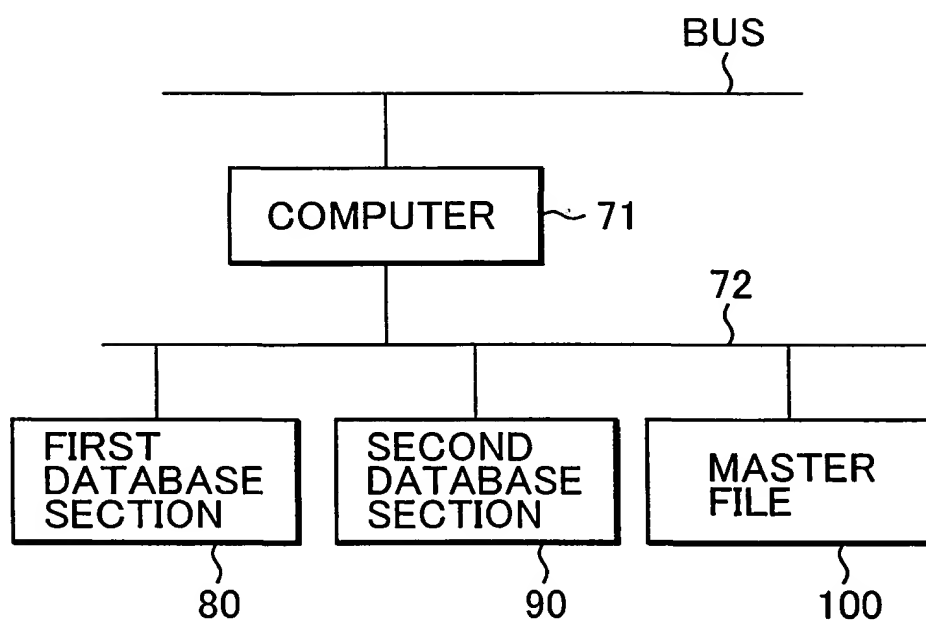 BUS
COMPUTER
71
72
FIRST
DATABASE
SECTION
SECOND
DATABASE
SECTION
MASTER
FILE
80
90
100